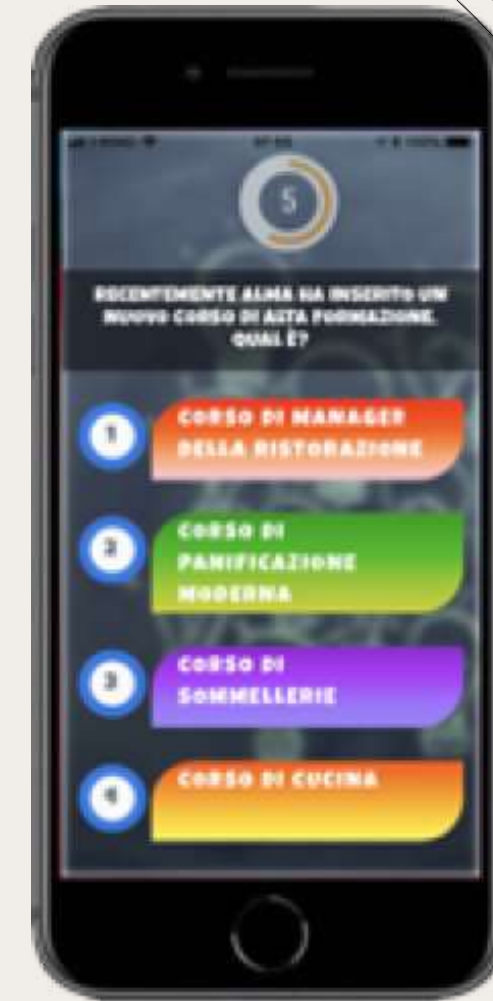 5
RECENTEMENTE ALMA HA INSERITO UN
NUOVO CORSO DI ALTA FORMAZIONE.
QUAL È?
1
CORSO DI MANAGER
DELLA RISTORAZIONE
2
CORSO DI
PANIFICAZIONE
MODERNA
3
CORSO DI
SOMMELLERIE
4
CORSO DI CUCINA